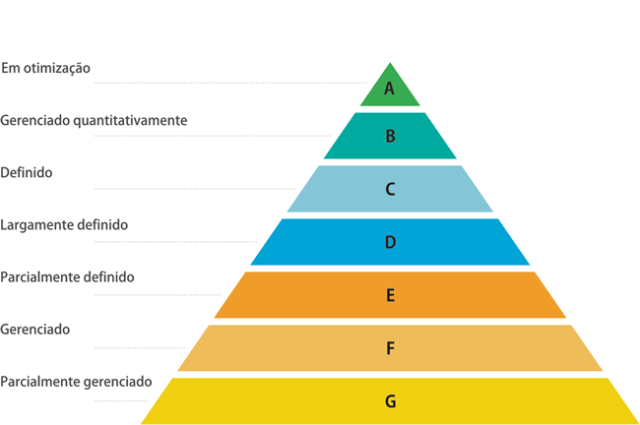 Em otimização
A
Gerenciado quantitativamente
B
Definido
C
Largamente definido
D
Parcialmente definido
E
Gerenciado
F
Parcialmente gerenciado
G